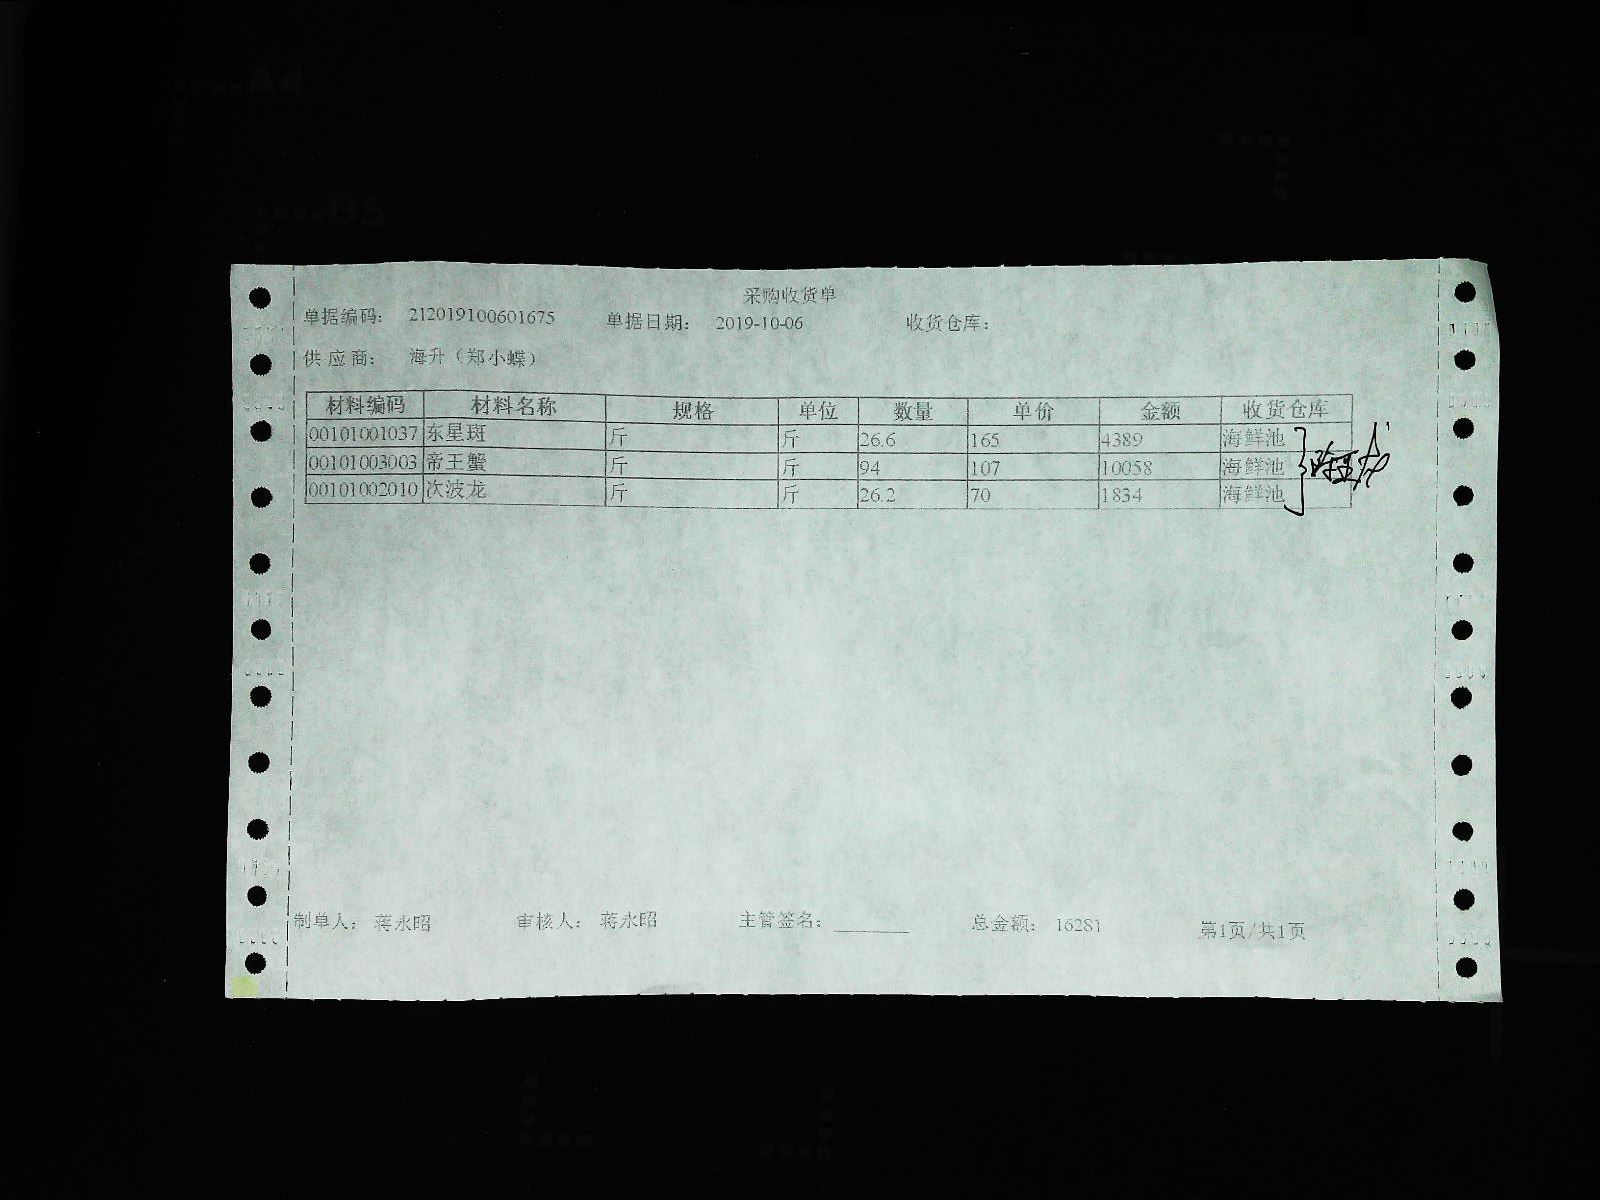 A4
B5
采购收货单
单据编码： 212019100601675 单据日期： 2019-10-06 收货仓库：
供应商： 海升（郑小蝶）
材料编码 材料名称 规格 单位 数量 单价 金额 收货仓库
00101001037 东星斑 斤 斤 26.6 165 4389 海鲜池
00101003003 帝王蟹 斤 斤 94 107 10058 海鲜池
00101002010 次波龙 斤 斤 26.2 70 1834 海鲜池
制单人： 蒋永昭 审核人： 蒋永昭 主管签名： 总金额： 16281 第1页/共1页